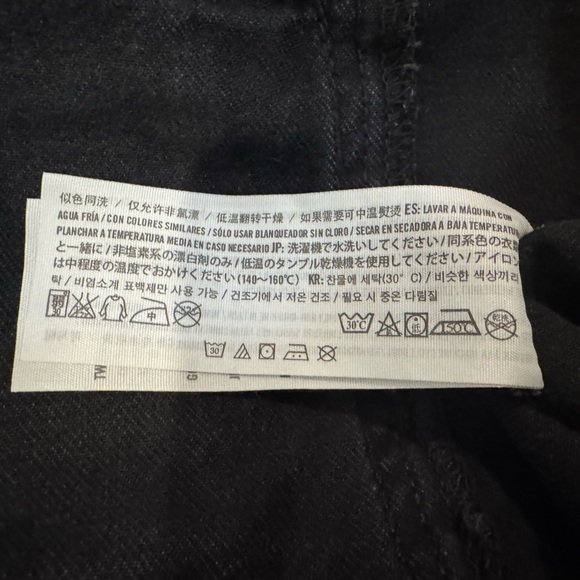 似色同洗 / 仅允许非氯漂 / 低温翻转干燥 / 如果需要可中温熨烫 ES: LAVAR A MÁQUINA CON
AGUA FRÍA / CON COLORES SIMILARES / SÓLO USAR BLANQUEADOR SIN CLORO / SECAR EN SECADORA A BAJA TEMPERATURA
PLANCHAR A TEMPERATURA MEDIA EN CASO NECESARIO JP: 洗濯機で水洗いしてください / 同系色の衣
と一緒に / 非塩素系の漂白剤のみ / 低温のタンブル乾燥機を使用してください / アイロン
は中程度の温度でおかけください (140～160℃) KR: 찬물에 세탁(30° C) / 비슷한 색상끼리
탁 / 비염소계 표백제만 사용 가능 / 건조기에서 저온 건조 / 필요 시 중온 다림질
中 30℃ 低 150℃
30
TW